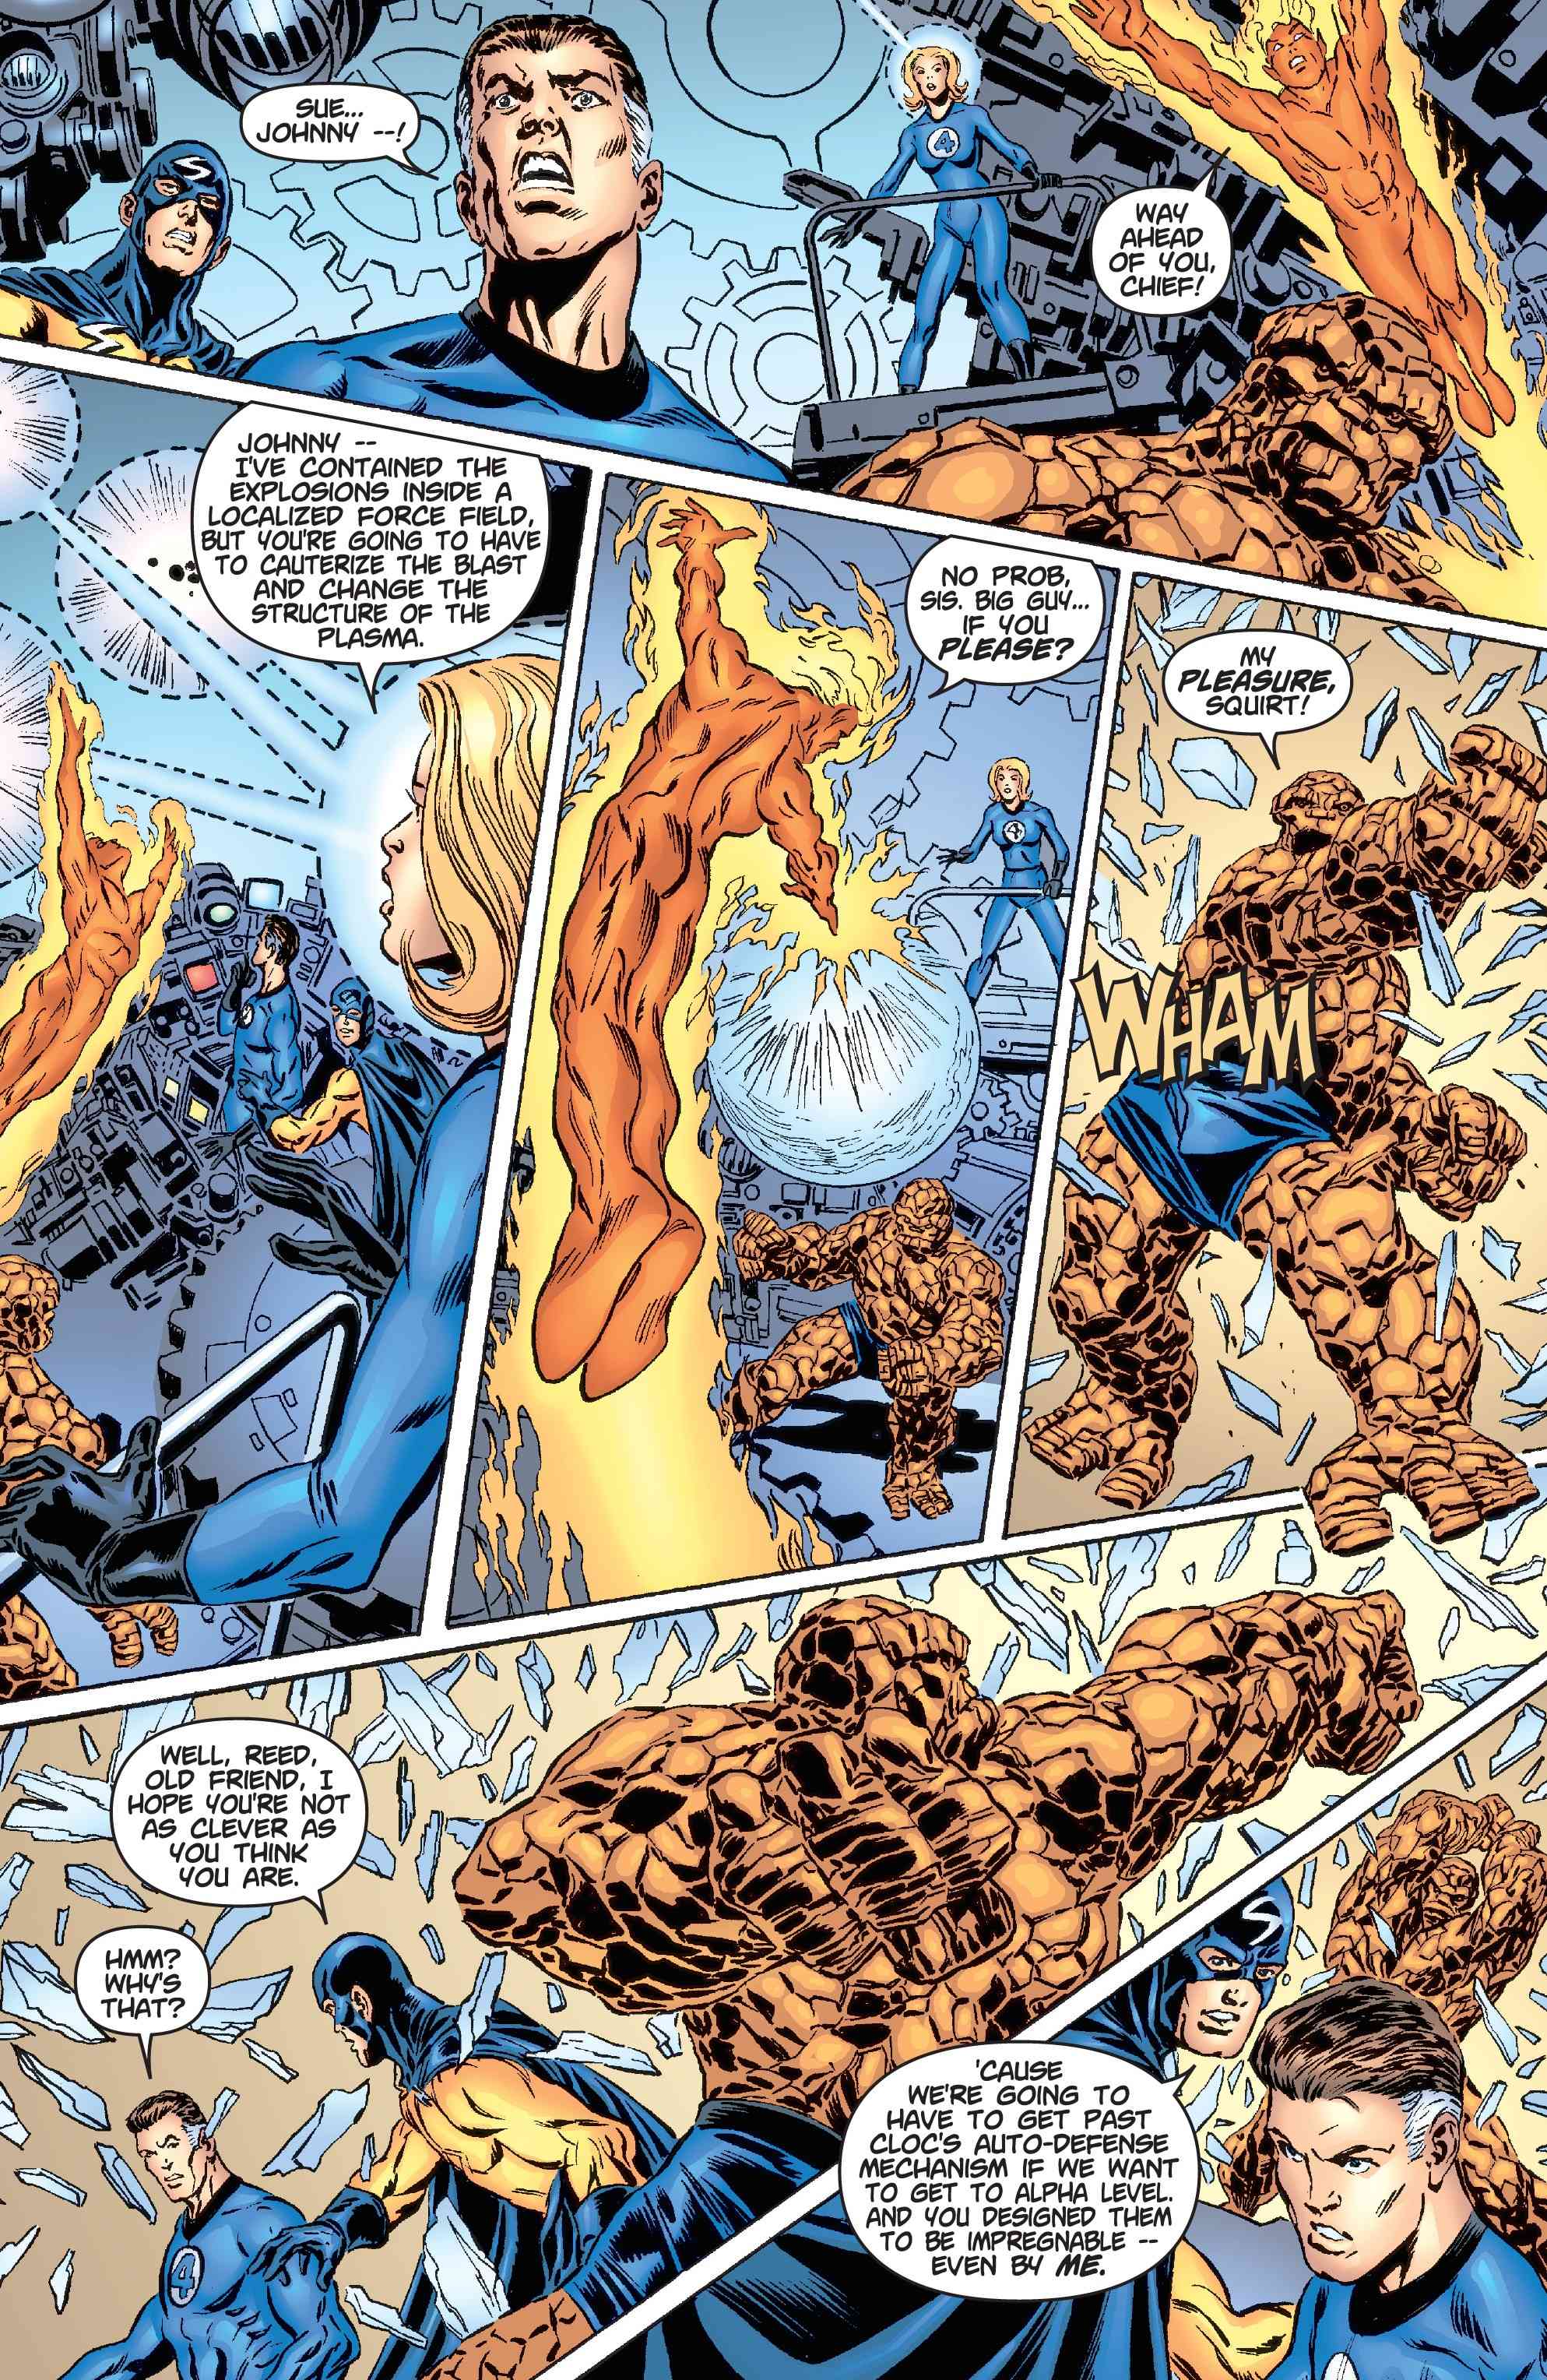 SUE...
JOHNNY --!
4
WAY
AHEAD
OF YOU,
CHIEF!
S
JOHNNY --
I'VE CONTAINED THE
EXPLOSIONS INSIDE A
LOCALIZED FORCE FIELD,
BUT YOU'RE GOING TO HAVE
TO CAUTERIZE THE BLAST
AND CHANGE THE
STRUCTURE OF THE
PLASMA.
NO PROB,
SIS. BIG GUY...
IF YOU
PLEASE?
4
MY
PLEASURE,
SQUIRT!
WHAM
WELL, REED,
OLD FRIEND, I
HOPE YOU'RE NOT
AS CLEVER AS
YOU THINK
YOU ARE.
HMM?
WHY'S
THAT?
4
S
'CAUSE
WE'RE GOING TO
HAVE TO GET PAST
CLOC'S AUTO-DEFENSE
MECHANISM IF WE WANT
TO GET TO ALPHA LEVEL.
AND YOU DESIGNED THEM
TO BE IMPREGNABLE --
EVEN BY ME.